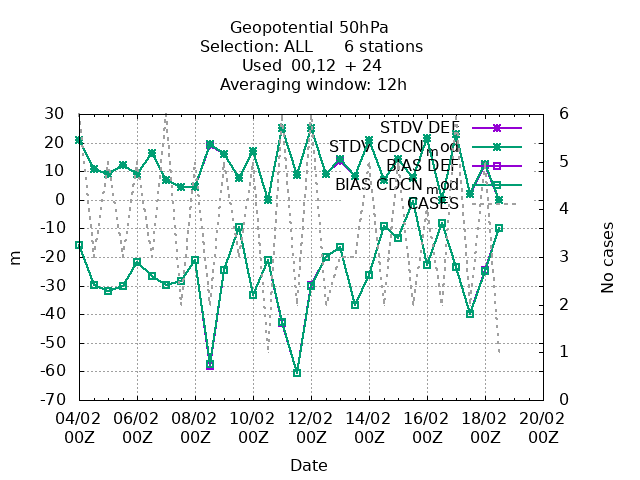 Geopotential 50hPa
Selection: ALL 6 stations
Used 00,12 + 24
Averaging window: 12h
STDV DEF
STDV CDCN_mod
BIAS DEF
BIAS CDCN_mod
CASES
30
20
10
0
-10
-20
-30
-40
-50
-60
-70
m
6
5
4
3
2
1
0
No cases
04/02 06/02 08/02 10/02 12/02 14/02 16/02 18/02 20/02
00Z 00Z 00Z 00Z 00Z 00Z 00Z 00Z 00Z
Date